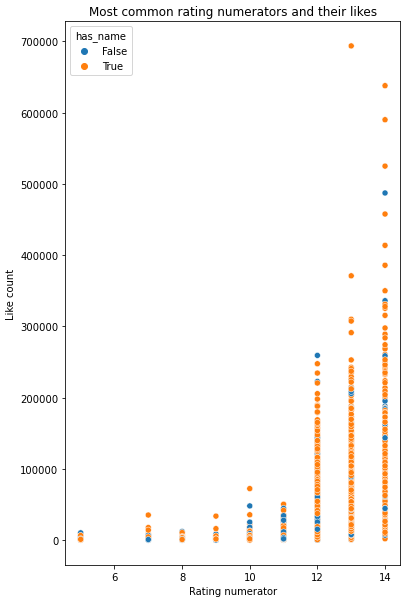 Most common rating numerators and their likes
has_name
False
True
700000
600000
500000
400000
300000
200000
100000
0
Like count
6 8 10 12 14
Rating numerator